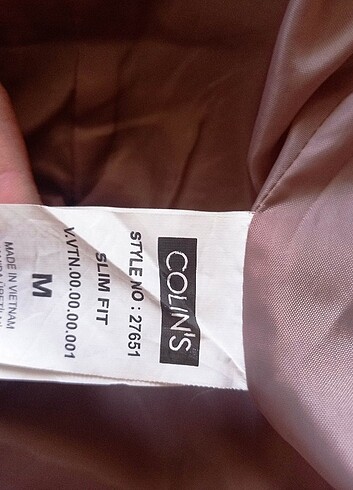 COLIN'S
STYLE NO : 27651
SLIM FIT
V.VTN.00.00.00.001
M
MADE IN VIETNAM